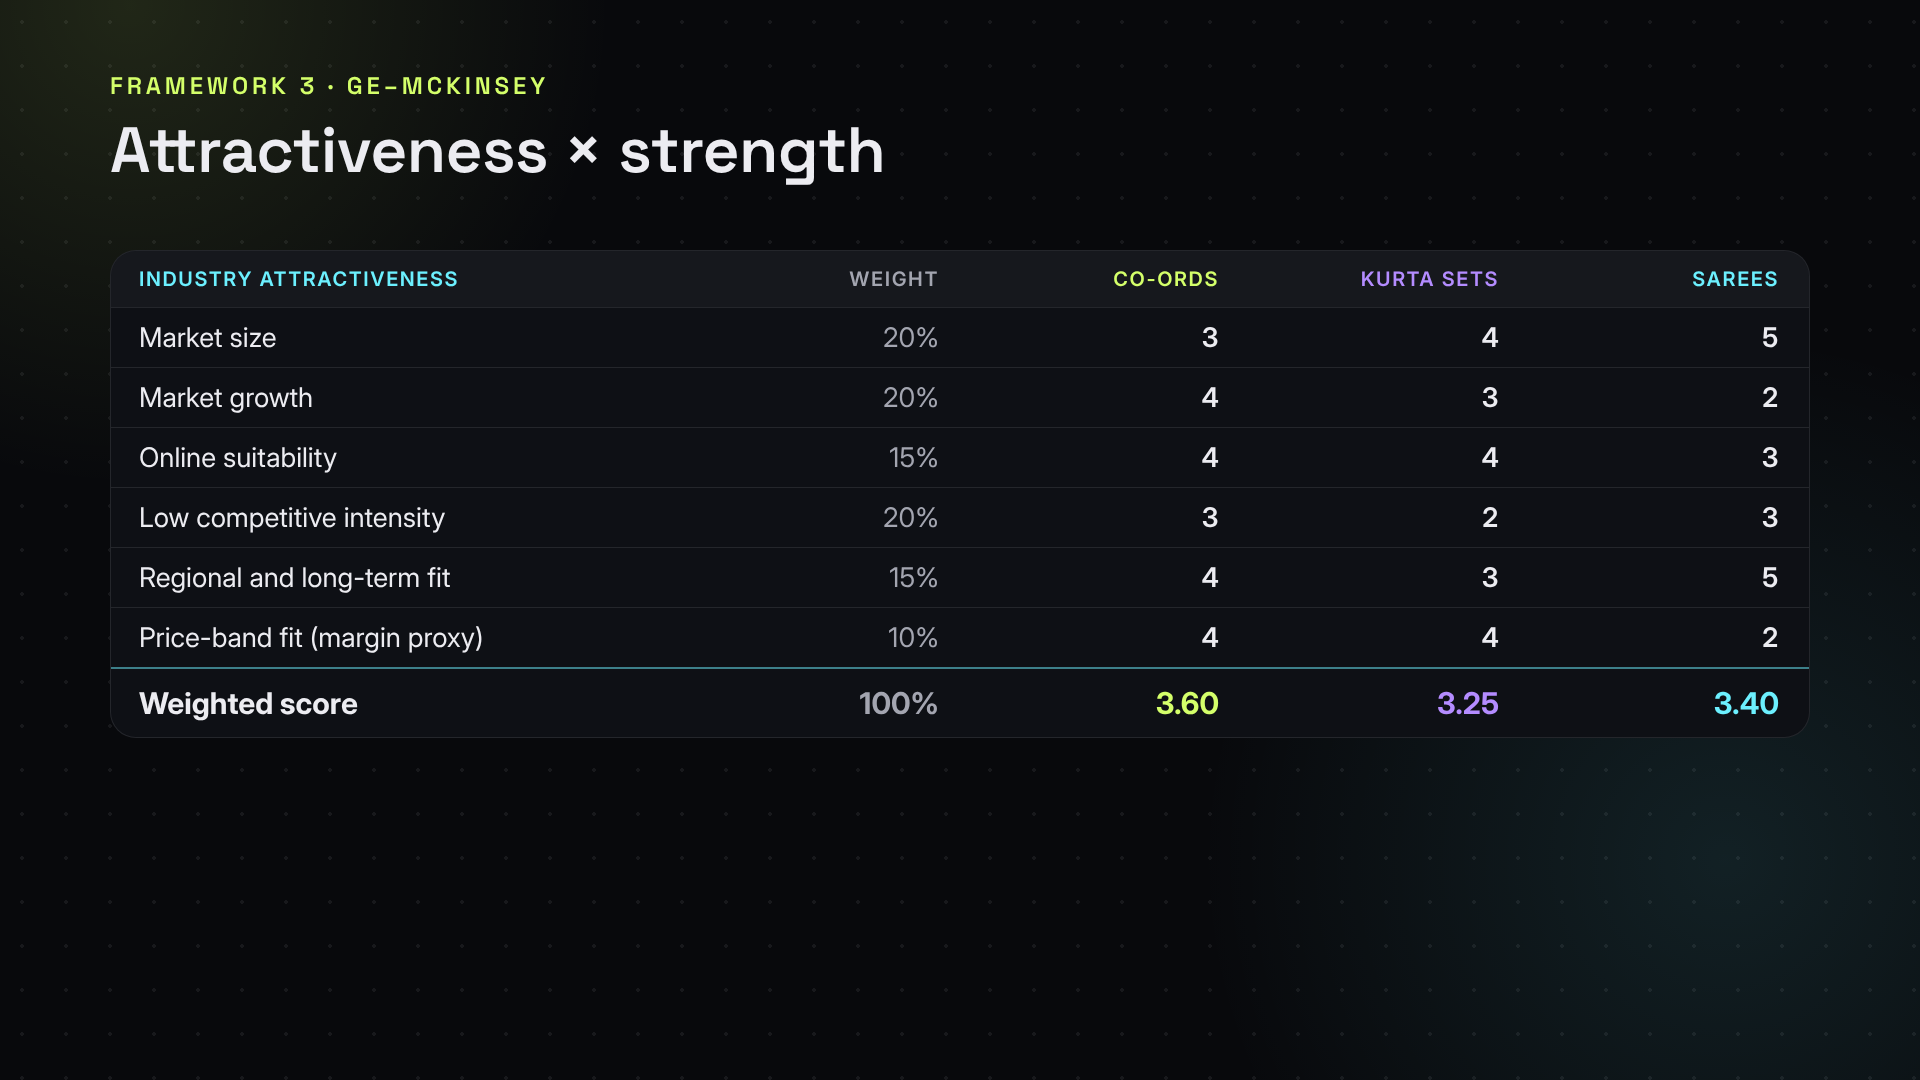 FRAMEWORK 3 · GE–MCKINSEY
Attractiveness × strength
INDUSTRY ATTRACTIVENESS WEIGHT CO-ORDS KURTA SETS SAREES
Market size 20% 3 4 5
Market growth 20% 4 3 2
Online suitability 15% 4 4 3
Low competitive intensity 20% 3 2 3
Regional and long-term fit 15% 4 3 5
Price-band fit (margin proxy) 10% 4 4 2
Weighted score 100% 3.60 3.25 3.40